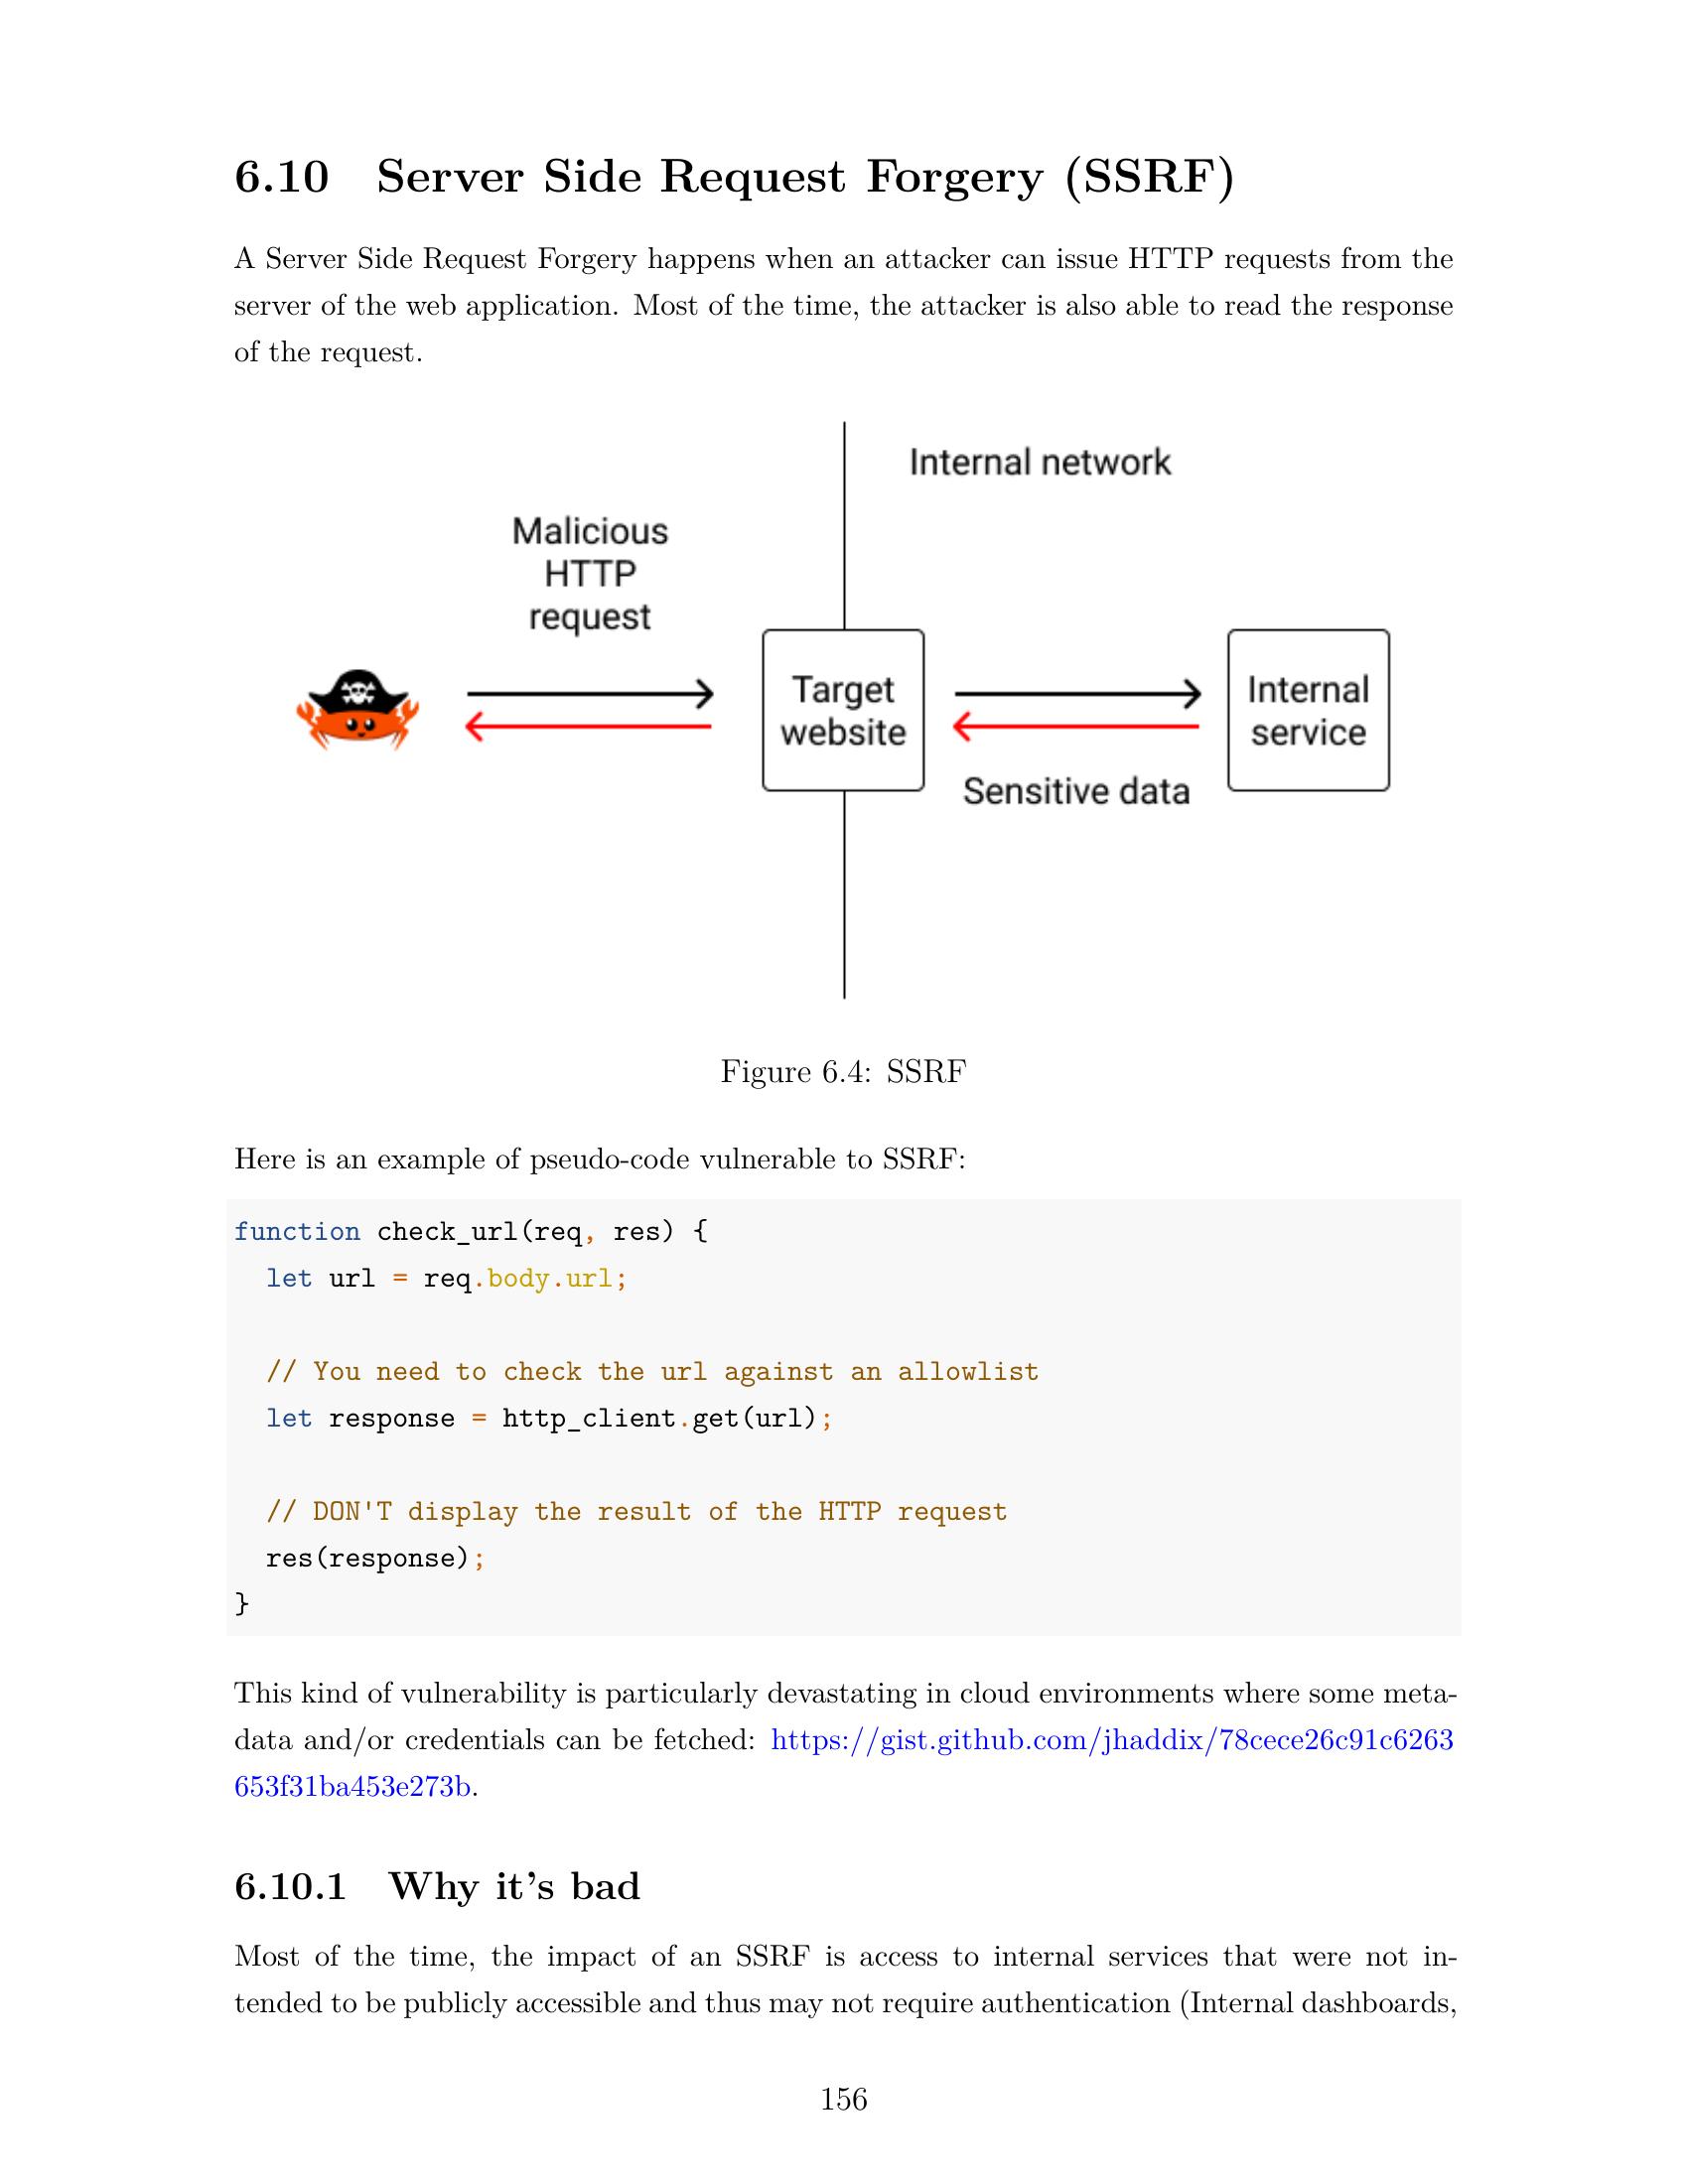 6.10 Server Side Request Forgery (SSRF)
A Server Side Request Forgery happens when an attacker can issue HTTP requests from the
server of the web application. Most of the time, the attacker is also able to read the response
of the request.
Internal network
Malicious
HTTP
request
Target
website
Internal
service
Sensitive data
Figure 6.4: SSRF
Here is an example of pseudo-code vulnerable to SSRF:
function check_url(req, res) {
  let url = req.body.url;
  // You need to check the url against an allowlist
  let response = http_client.get(url);
  // DON'T display the result of the HTTP request
  res(response);
}
This kind of vulnerability is particularly devastating in cloud environments where some meta-
data and/or credentials can be fetched: https://gist.github.com/jhaddix/78cece26c91c6263
653f31ba453e273b.
6.10.1 Why it's bad
Most of the time, the impact of an SSRF is access to internal services that were not in-
tended to be publicly accessible and thus may not require authentication (Internal dashboards,
156